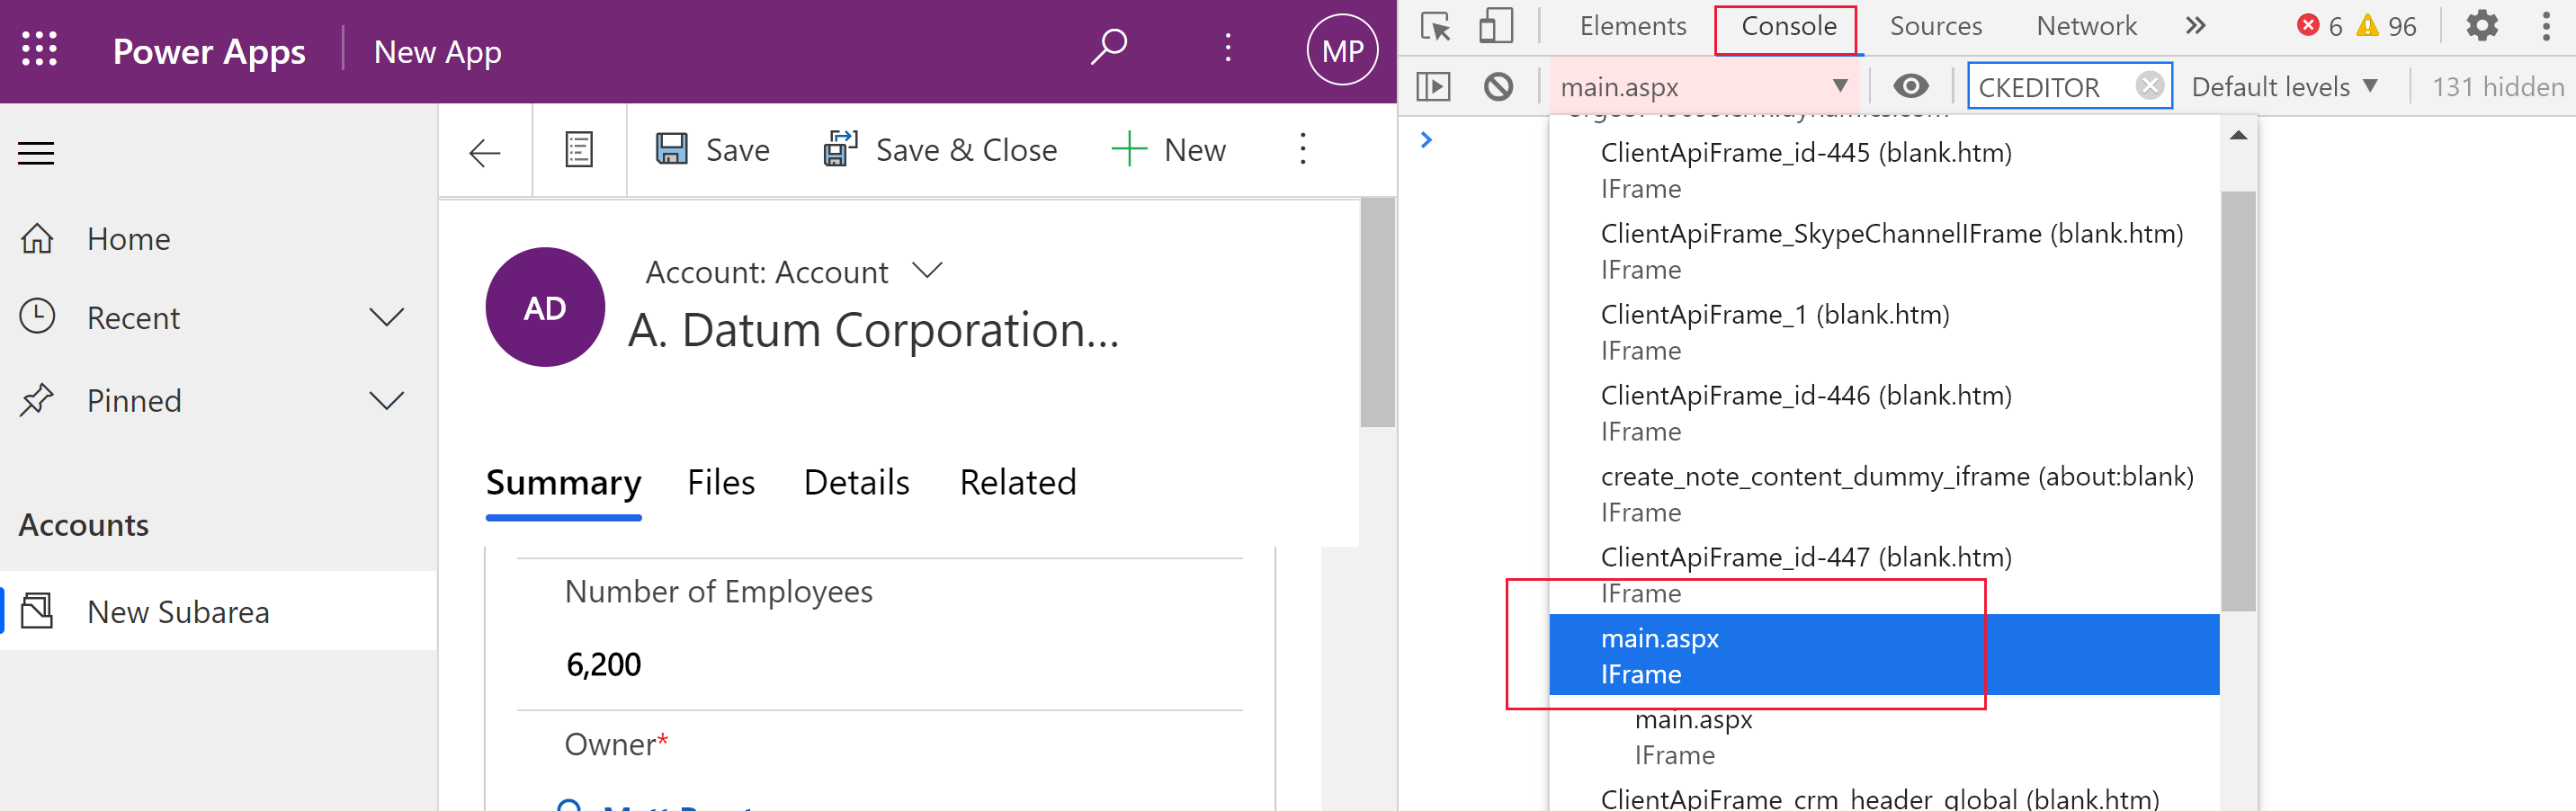 Power Apps
New App
MP
Home
Recent
Pinned
Accounts
New Subarea
Save
Save & Close
New
AD
Account: Account
A. Datum Corporation...
Summary
Files
Details
Related
Number of Employees
6,200
Owner*
Elements
Console
Sources
Network
6
96
main.aspx
CKEDITOR
Default levels
131 hidden
ClientApiFrame_id-445 (blank.htm)
IFrame
ClientApiFrame_SkypeChannelIFrame (blank.htm)
IFrame
ClientApiFrame_1 (blank.htm)
IFrame
ClientApiFrame_id-446 (blank.htm)
IFrame
create_note_content_dummy_iframe (about:blank)
IFrame
ClientApiFrame_id-447 (blank.htm)
IFrame
main.aspx
IFrame
main.aspx
IFrame
ClientApiFrame_crm_header_global (blank.htm)